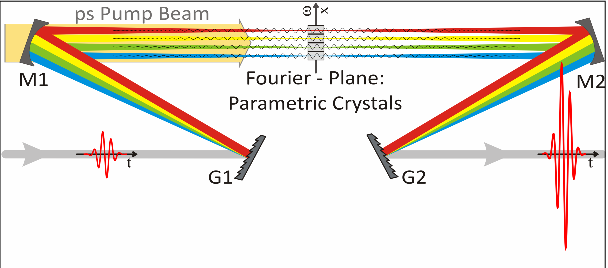 ps Pump Beam
ω
x
M1
M2
Fourier - Plane:
Parametric Crystals
t
G1
G2
t